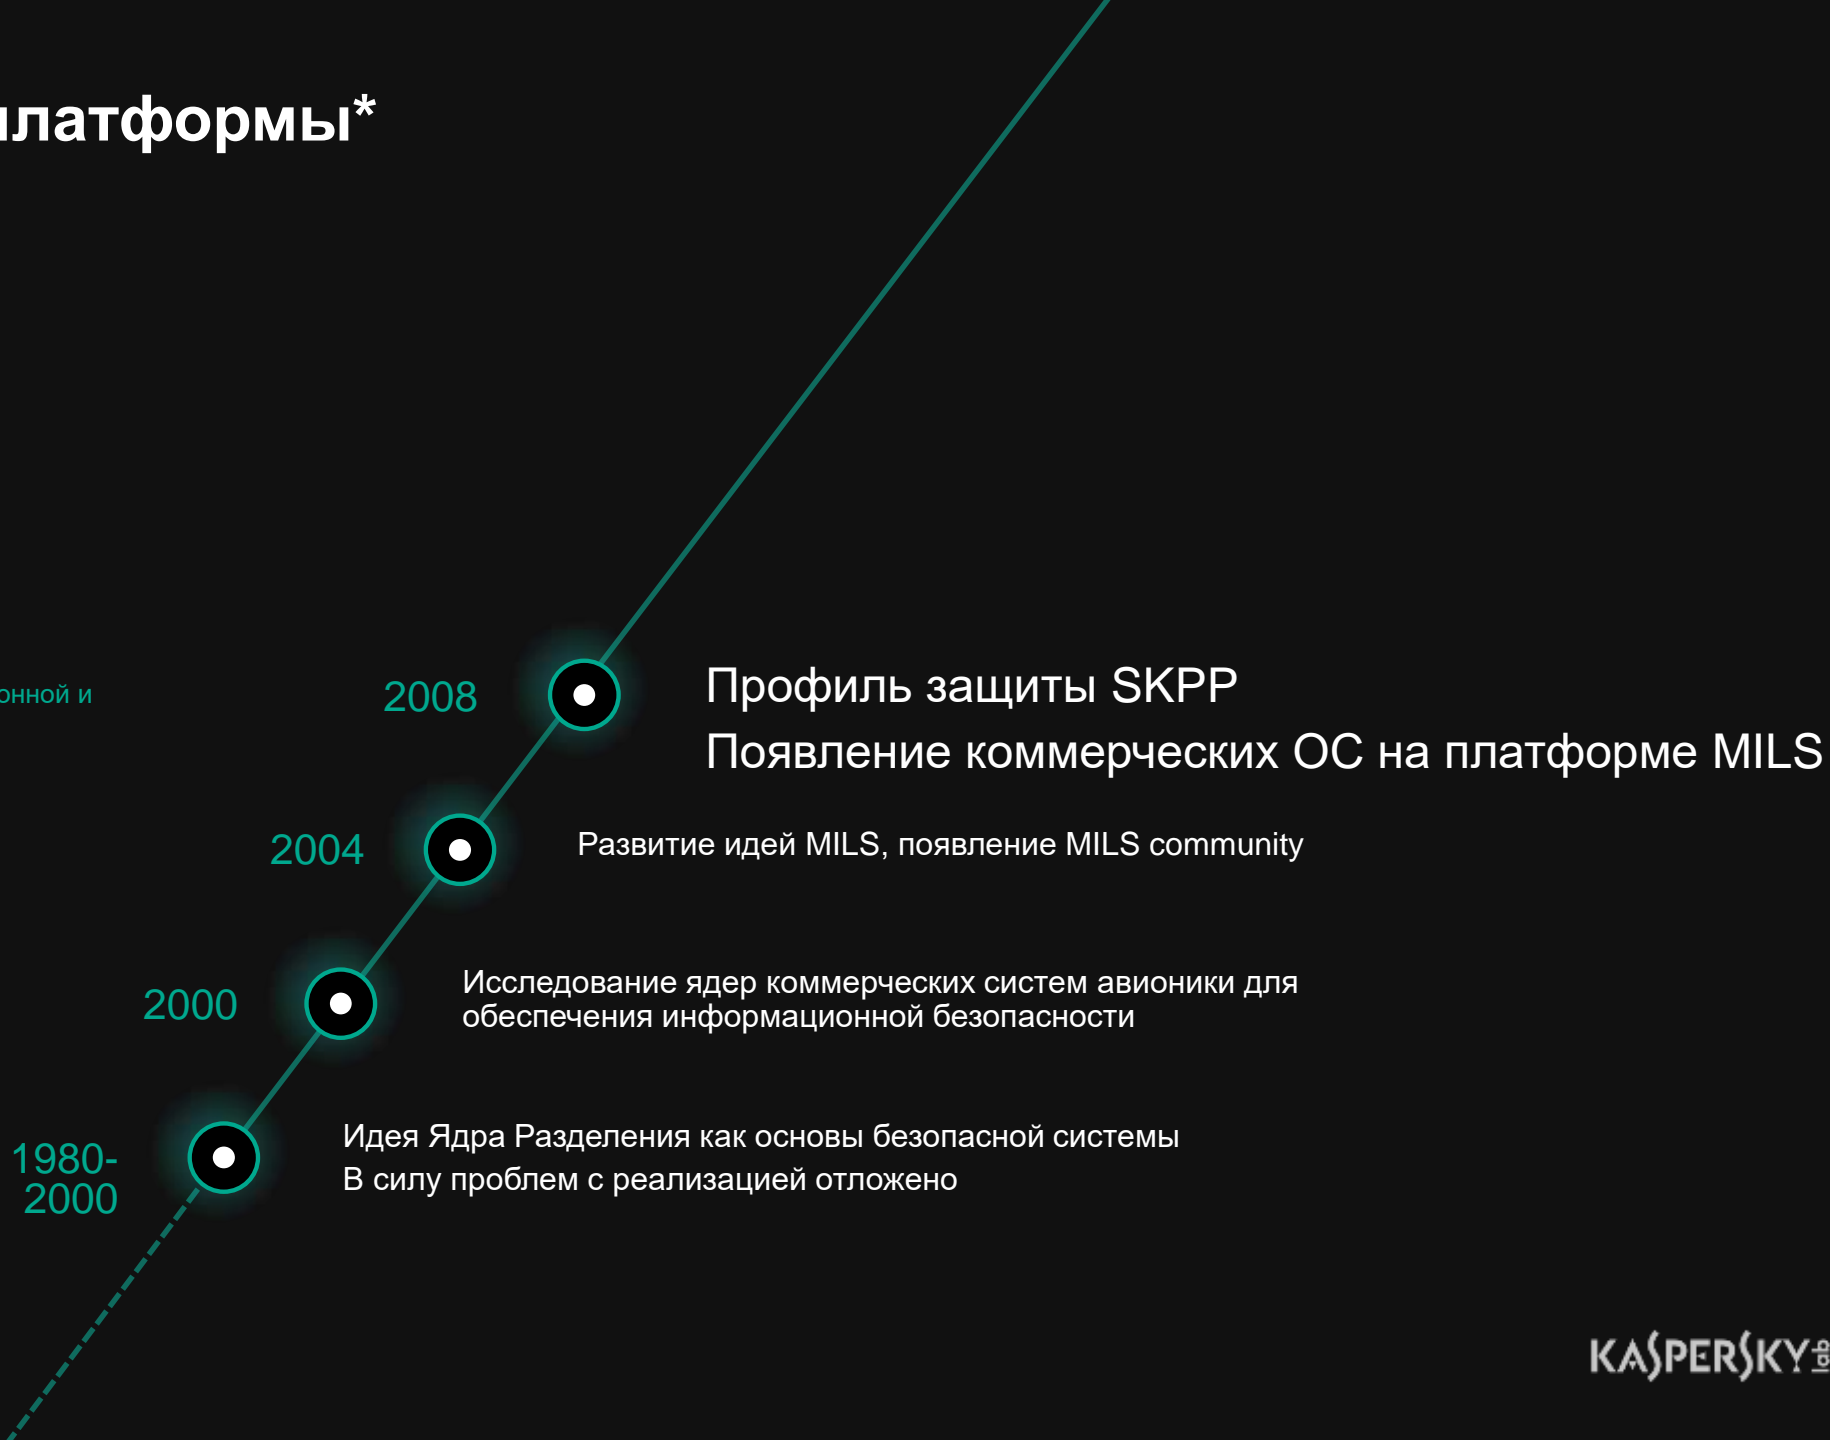 платформы*
онной и
2008
Профиль защиты SKPP
Появление коммерческих ОС на платформе MILS
2004
Развитие идей MILS, появление MILS community
2000
Исследование ядер коммерческих систем авионики для
обеспечения информационной безопасности
1980-
2000
Идея Ядра Разделения как основы безопасной системы
В силу проблем с реализацией отложено
KASPERSKY lab